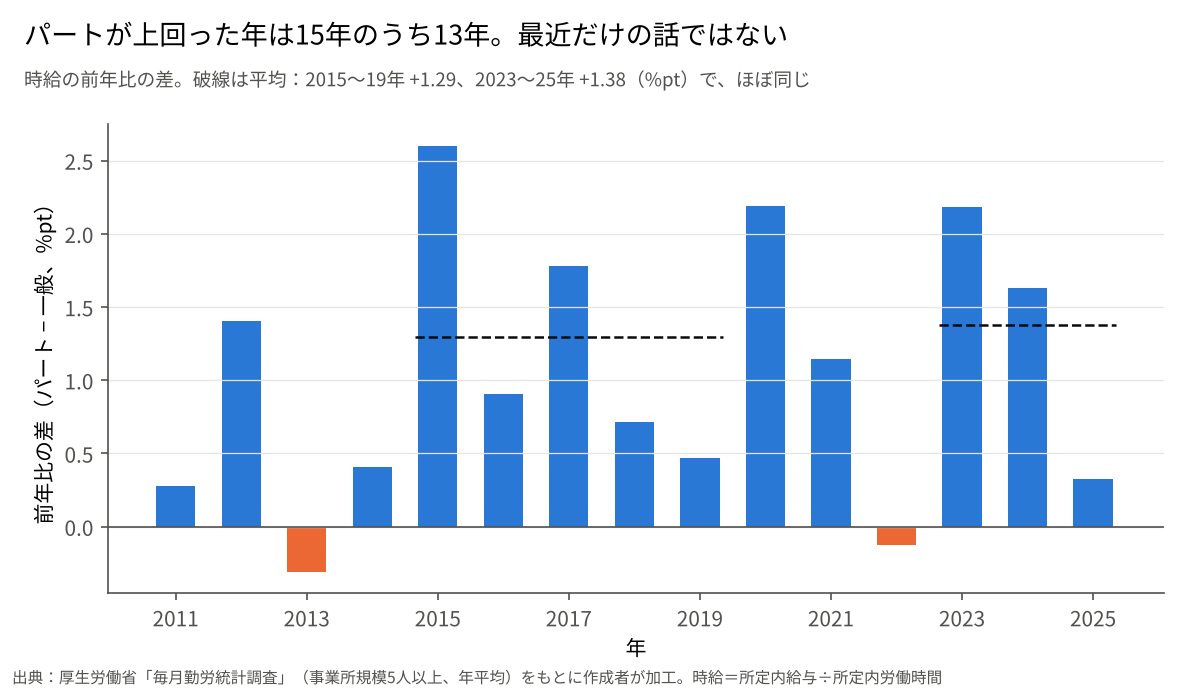 パートが上回った年は15年のうち13年。最近だけの話ではない
時給の前年比の差。破線は平均：2015〜19年 +1.29、2023〜25年 +1.38（%pt）で、ほぼ同じ
前年比の差（パート − 一般、%pt）
2.5
2.0
1.5
1.0
0.5
0.0
2011
2013
2015
2017
2019
2021
2023
2025
年
出典：厚生労働省「毎月勤労統計調査」（事業所規模5人以上、年平均）をもとに作成者が加工。時給＝所定内給与÷所定内労働時間